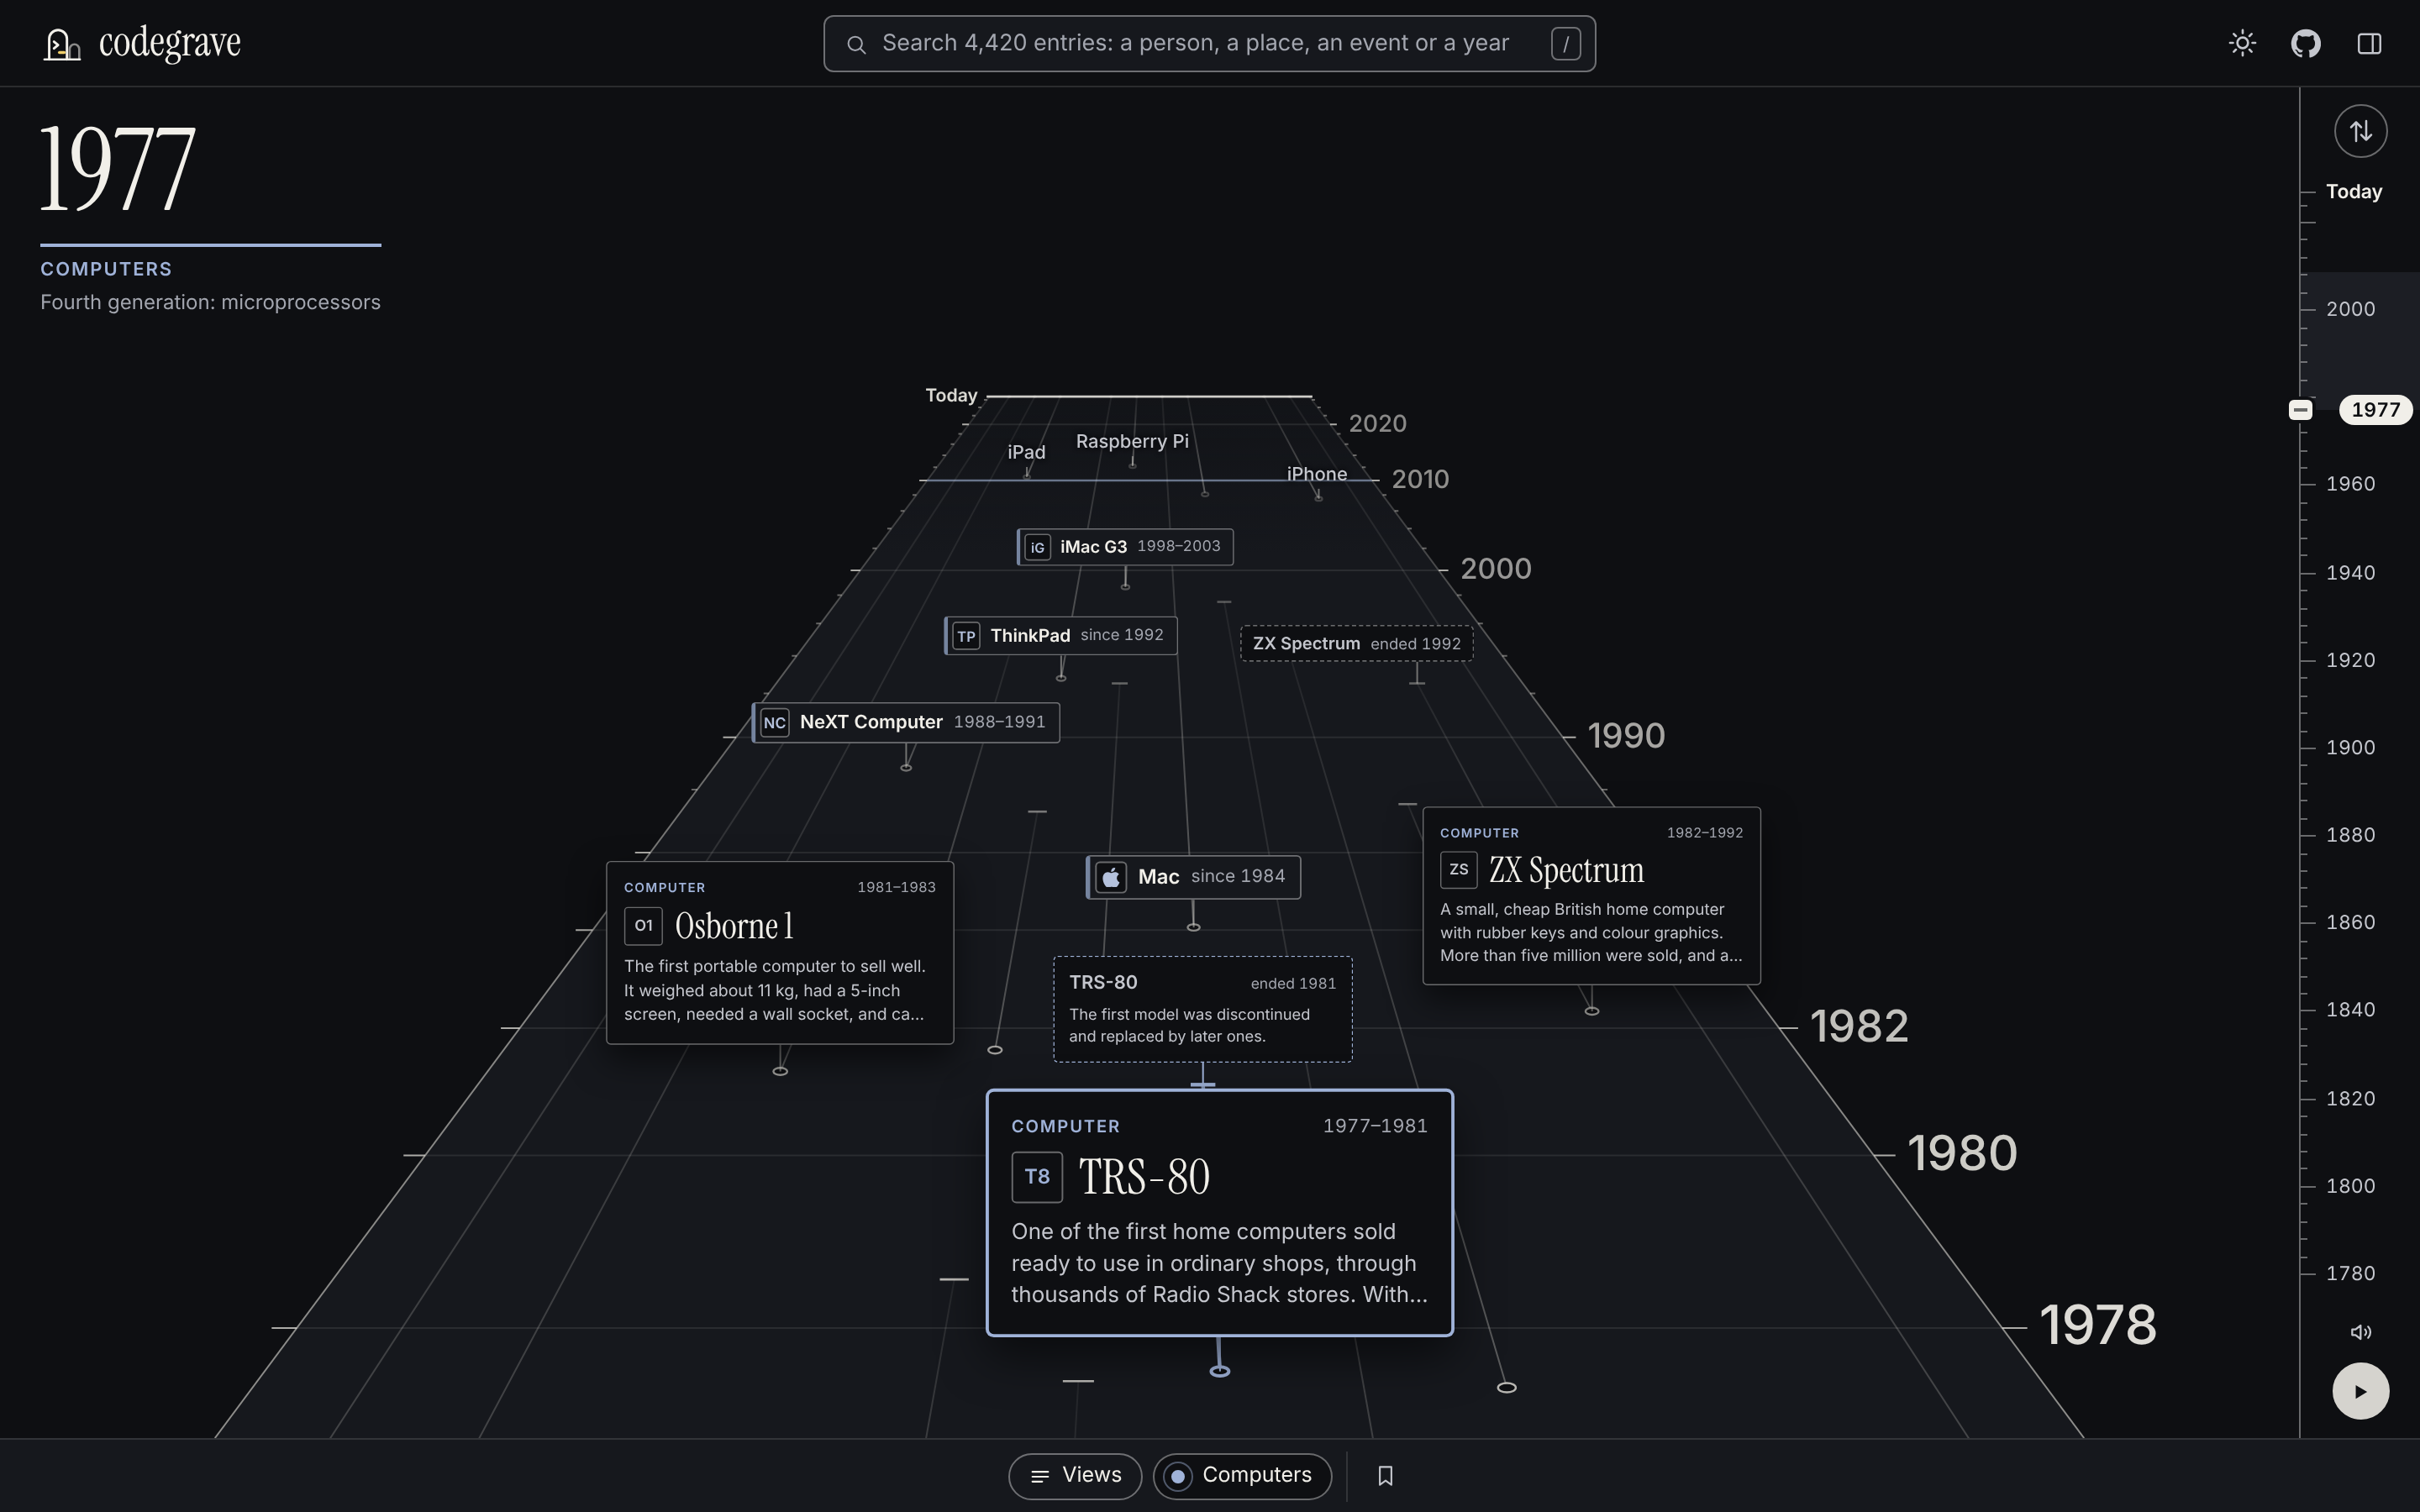 codegrave
Search 4,420 entries: a person, a place, an event or a year
/
1977
COMPUTERS
Fourth generation: microprocessors
Today
2020
Raspberry Pi
iPad
iPhone
2010
iG iMac G3 1998–2003
2000
TP ThinkPad since 1992
ZX Spectrum ended 1992
NC NeXT Computer 1988–1991
1990
COMPUTER 1982–1992
ZS ZX Spectrum
A small, cheap British home computer
with rubber keys and colour graphics.
More than five million were sold, and a...
COMPUTER 1981–1983
O1 Osborne 1
The first portable computer to sell well.
It weighed about 11 kg, had a 5-inch
screen, needed a wall socket, and ca...
Mac since 1984
TRS-80 ended 1981
The first model was discontinued
and replaced by later ones.
1982
COMPUTER 1977–1981
T8 TRS-80
One of the first home computers sold
ready to use in ordinary shops, through
thousands of Radio Shack stores. With...
1980
1978
Today
2000
1977
1960
1940
1920
1900
1880
1860
1840
1820
1800
1780
Views
Computers